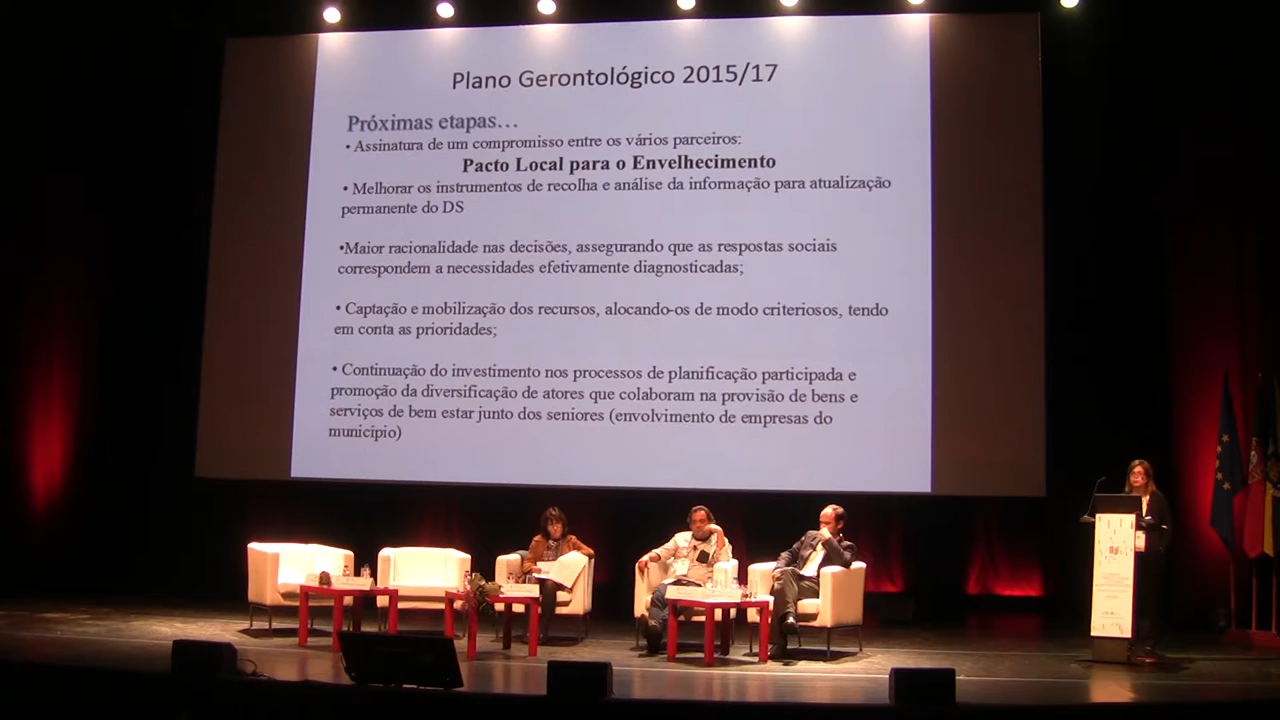 Plano Gerontológico 2015/17
Próximas etapas…
• Assinatura de um compromisso entre os vários parceiros:
Pacto Local para o Envelhecimento
• Melhorar os instrumentos de recolha e análise da informação para atualização
permanente do DS
•Maior racionalidade nas decisões, assegurando que as respostas sociais
correspondem a necessidades efetivamente diagnosticadas;
• Captação e mobilização dos recursos, alocando-os de modo criteriosos, tendo
em conta as prioridades;
• Continuação do investimento nos processos de planificação participada e
promoção da diversificação de atores que colaboram na provisão de bens e
serviços de bem estar junto dos seniores (envolvimento de empresas do
município)